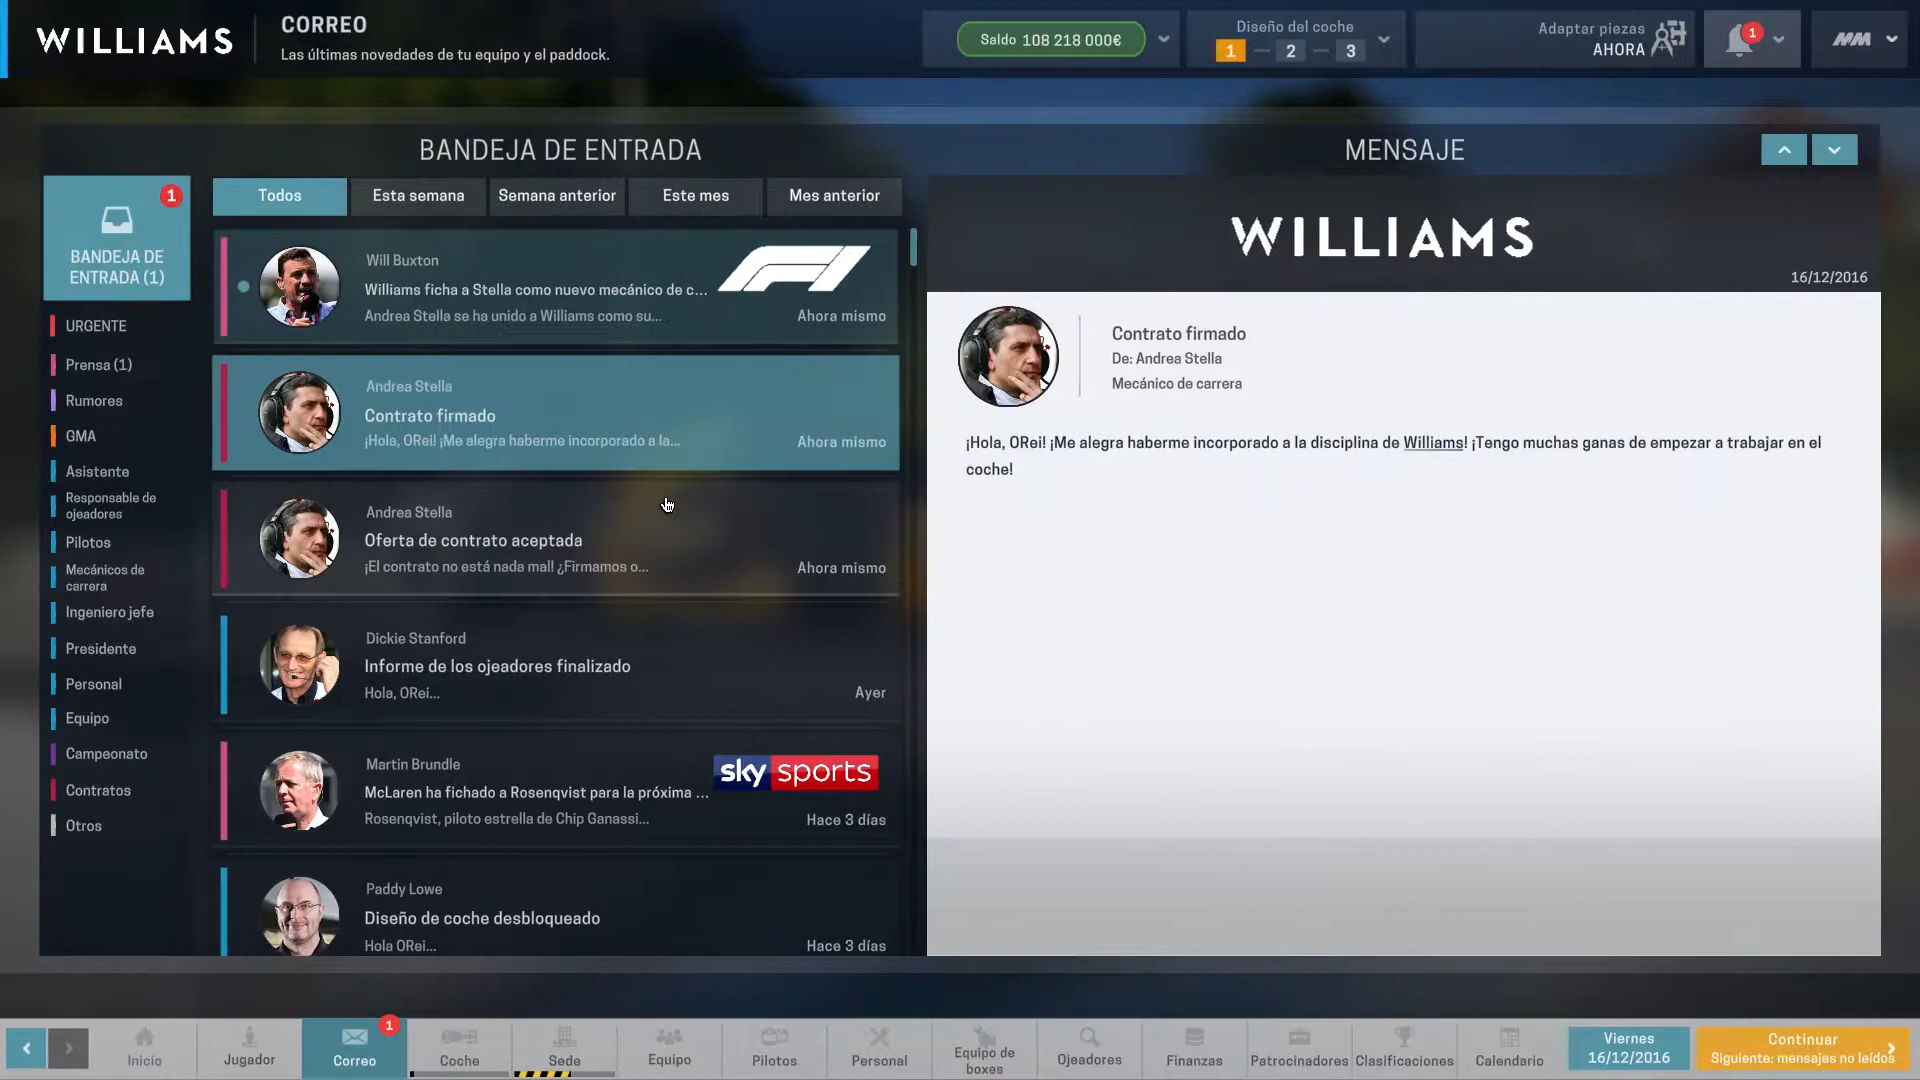 WILLIAMS
CORREO
Las últimas novedades de tu equipo y el paddock.
Saldo 108 218 000€
Diseño del coche
1 2 3
Adaptar piezas
AHORA
1
BANDEJA DE ENTRADA
MENSAJE
1
BANDEJA DE
ENTRADA (1)
URGENTE
Prensa (1)
Rumores
GMA
Asistente
Responsable de
ojeadores
Pilotos
Mecánicos de
carrera
Ingeniero jefe
Presidente
Personal
Equipo
Campeonato
Contratos
Otros
Todos
Esta semana
Semana anterior
Este mes
Mes anterior
Will Buxton
Williams ficha a Stella como nuevo mecánico de c...
Andrea Stella se ha unido a Williams como su...
Ahora mismo
F1
Andrea Stella
Contrato firmado
¡Hola, ORei! ¡Me alegra haberme incorporado a la...
Ahora mismo
Andrea Stella
Oferta de contrato aceptada
¡El contrato no está nada mal! ¿Firmamos o...
Ahora mismo
Dickie Stanford
Informe de los ojeadores finalizado
Hola, ORei...
Ayer
Martin Brundle
sky sports
McLaren ha fichado a Rosenqvist para la próxima ...
Rosenqvist, piloto estrella de Chip Ganassi...
Hace 3 días
Paddy Lowe
Diseño de coche desbloqueado
Hola ORei...
Hace 3 días
WILLIAMS
16/12/2016
Contrato firmado
De: Andrea Stella
Mecánico de carrera
¡Hola, ORei! ¡Me alegra haberme incorporado a la disciplina de Williams! ¡Tengo muchas ganas de empezar a trabajar en el
coche!
Inicio
Jugador
1
Correo
Coche
Sede
Equipo
Pilotos
Personal
Equipo de
boxes
Ojeadores
Finanzas
Patrocinadores
Clasificaciones
Calendario
Viernes
16/12/2016
Continuar
Siguiente: mensajes no leídos